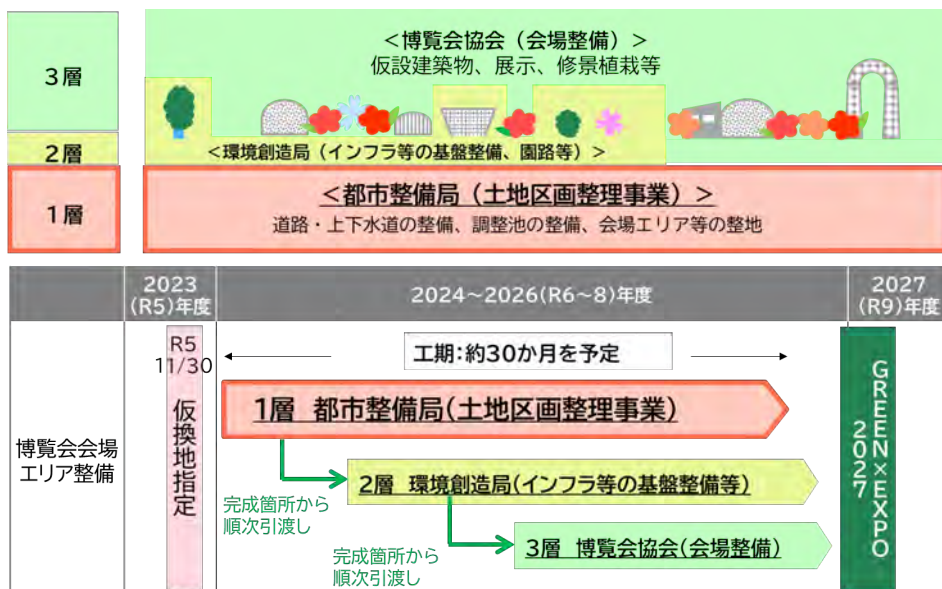 3層
<博覧会協会(会場整備)>
仮設建築物、展示、修景植栽等
2層
<環境創造局(インフラ等の基盤整備、園路等)>
1層
<都市整備局(土地区画整理事業)>
道路・上下水道の整備、調整池の整備、会場エリア等の整地
2023
(R5)年度
2024~2026(R6~8)年度
2027
(R9)年度
博覧会会場
エリア整備
R5
11/30
仮換地指定
工期:約30か月を予定
1層 都市整備局(土地区画整理事業)
完成箇所から
順次引渡し
2層 環境創造局(インフラ等の基盤整備等)
完成箇所から
順次引渡し
3層 博覧会協会(会場整備)
GREEN×EXPO
2027